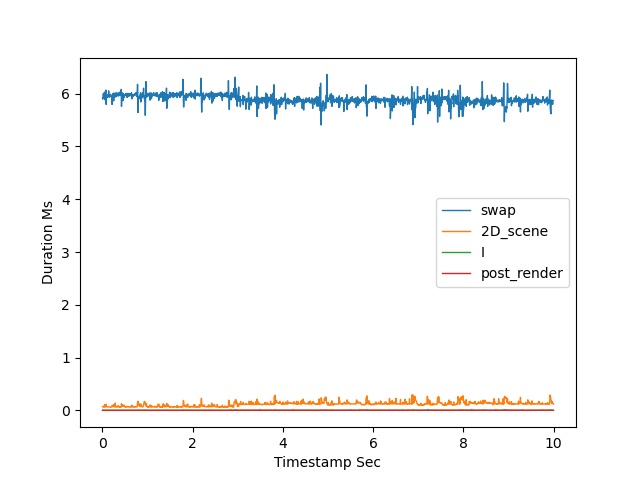 6
5
4
3
2
1
0
Duration Ms
swap
2D_scene
I
post_render
0
2
4
6
8
10
Timestamp Sec